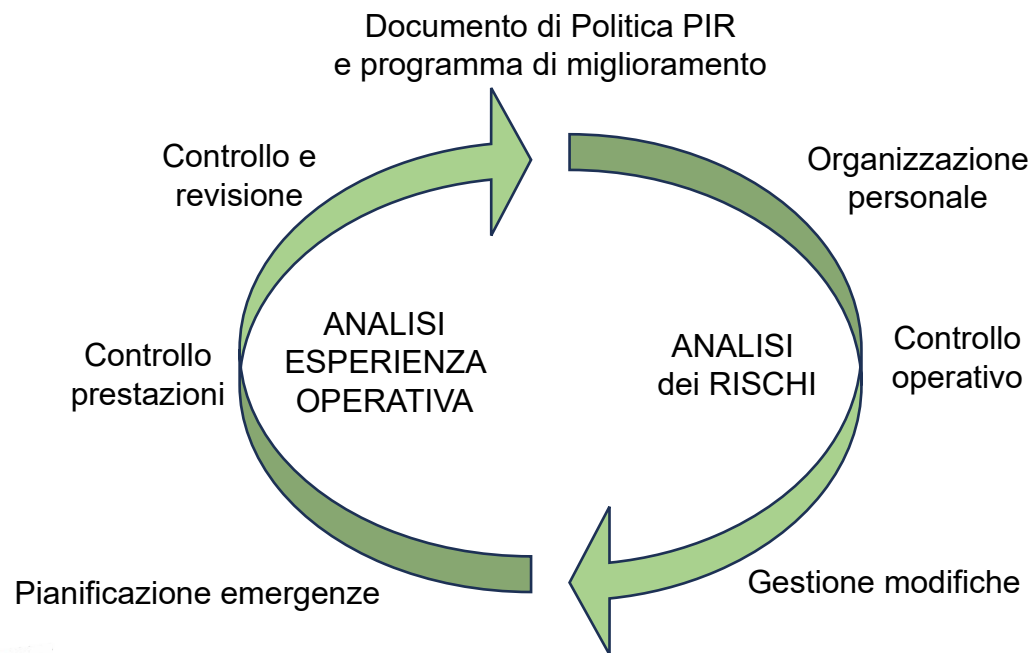 Documento di Politica PIR
e programma di miglioramento
Controllo e
revisione
Organizzazione
personale
ANALISI
ESPERIENZA
OPERATIVA
ANALISI
dei RISCHI
Controllo
prestazioni
Controllo
operativo
Pianificazione emergenze
Gestione modifiche